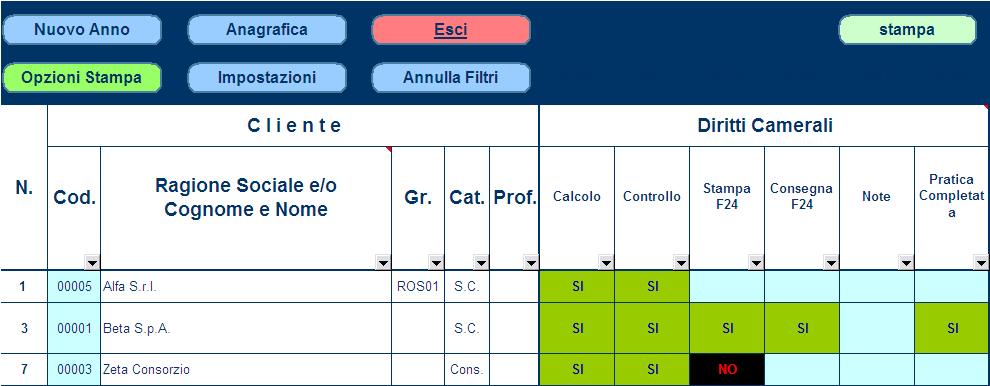 Nuovo Anno Anagrafica Esci stampa
Opzioni Stampa Impostazioni Annulla Filtri
N. Cliente Diritti Camerali
Cod. Ragione Sociale e/o
Cognome e Nome Gr. Cat. Prof. Calcolo Controllo Stampa
F24 Consegna
F24 Note Pratica
Completat
a
1 00005 Alfa S.r.l. ROS01 S.C. SI SI
3 00001 Beta S.p.A. S.C. SI SI SI SI SI
7 00003 Zeta Consorzio Cons. SI SI NO